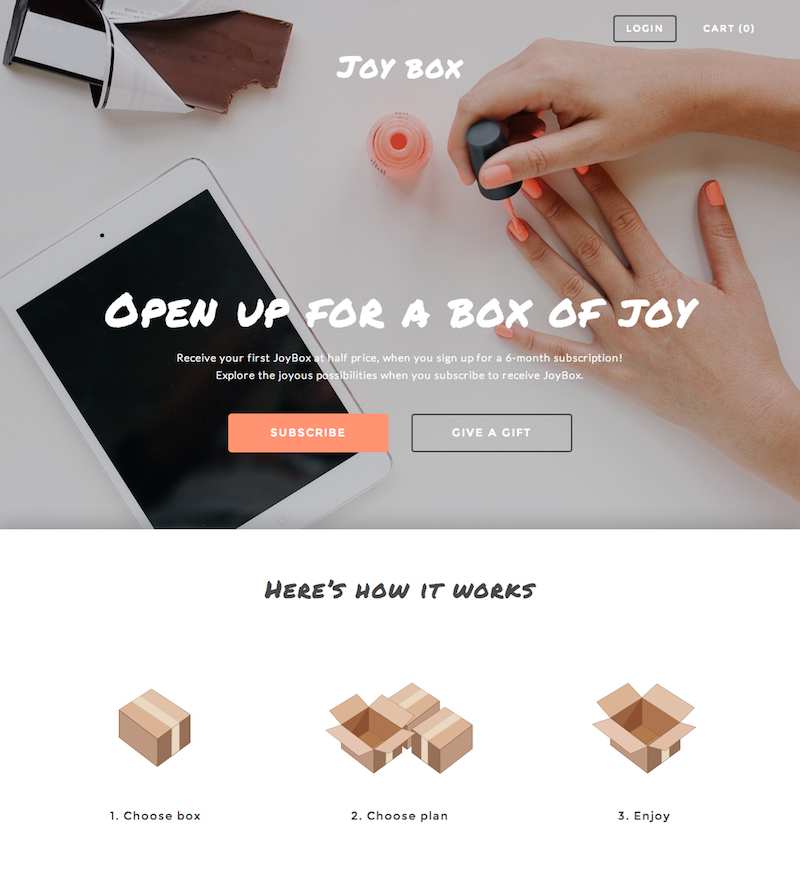 LOGIN
CART (0)
Joy box
Open up for a box of joy
Receive your first JoyBox at half price, when you sign up for a 6-month subscription!
Explore the joyous possibilities when you subscribe to receive JoyBox.
SUBSCRIBE
GIVE A GIFT
Here's how it works
1. Choose box
2. Choose plan
3. Enjoy